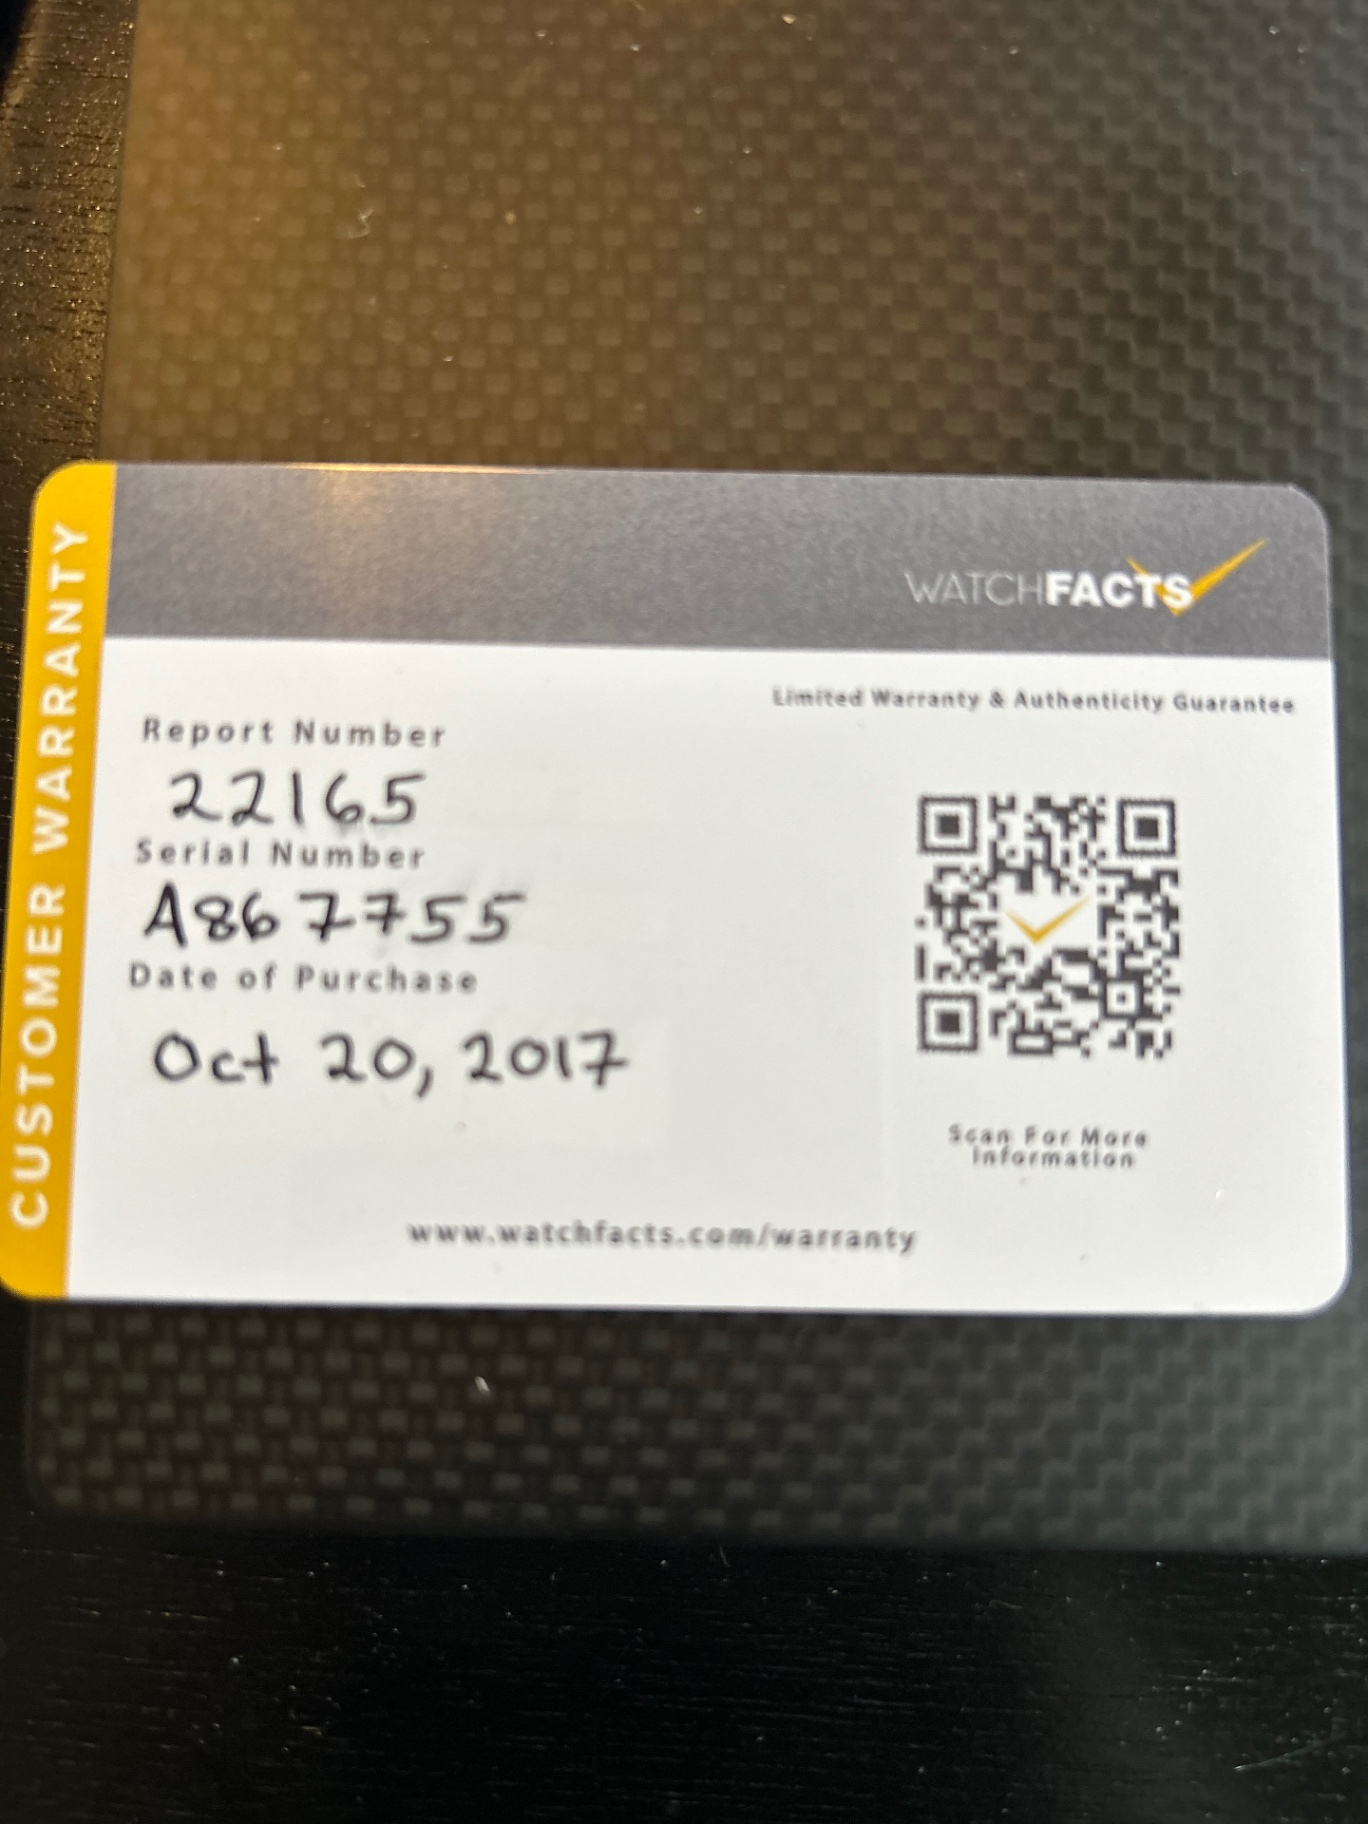 CUSTOMER WARRANTY
WATCHFACTS
Limited Warranty & Authenticity Guarantee
Report Number
22165
Serial Number
A867755
Date of Purchase
Oct 20, 2017
Scan For More
Information
www.watchfacts.com/warranty